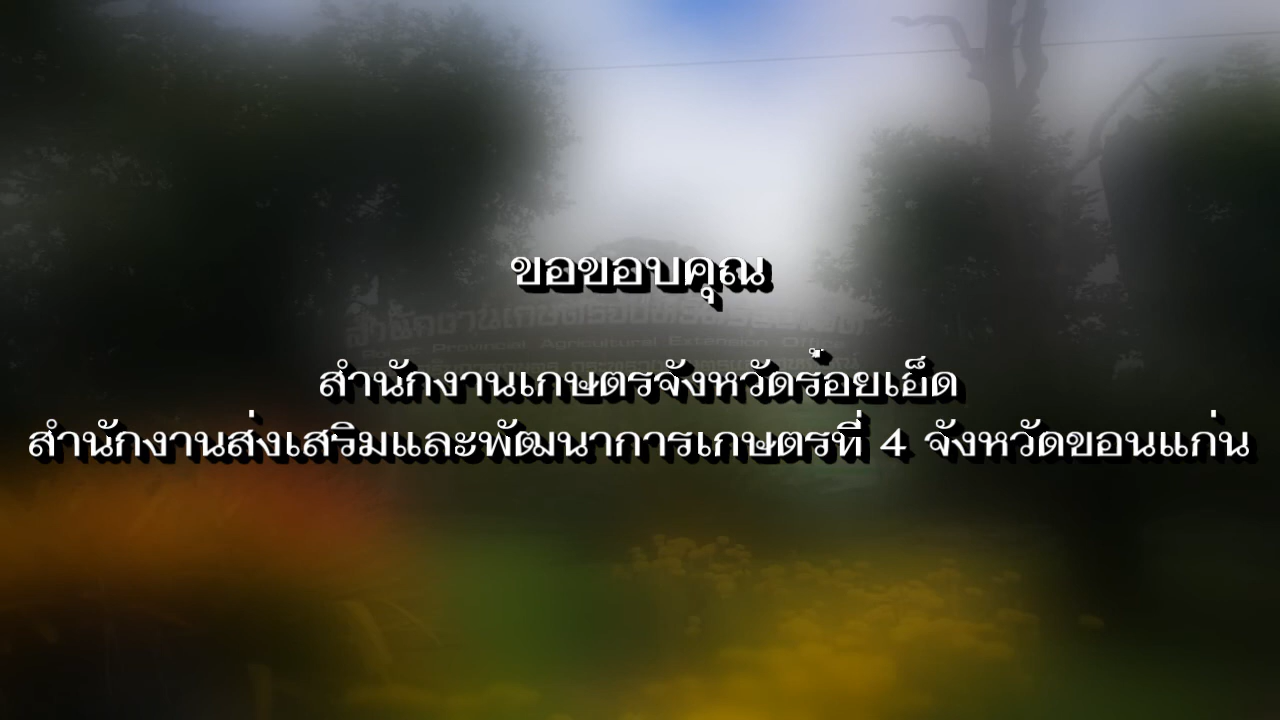 ขอขอบคุณ
สำนักงานเกษตรจังหวัดร้อยเอ็ด
Provincial Agricultural Extension
สำนักงานส่งเสริมและพัฒนาการเกษตรที่ 4 จังหวัดขอนแก่น